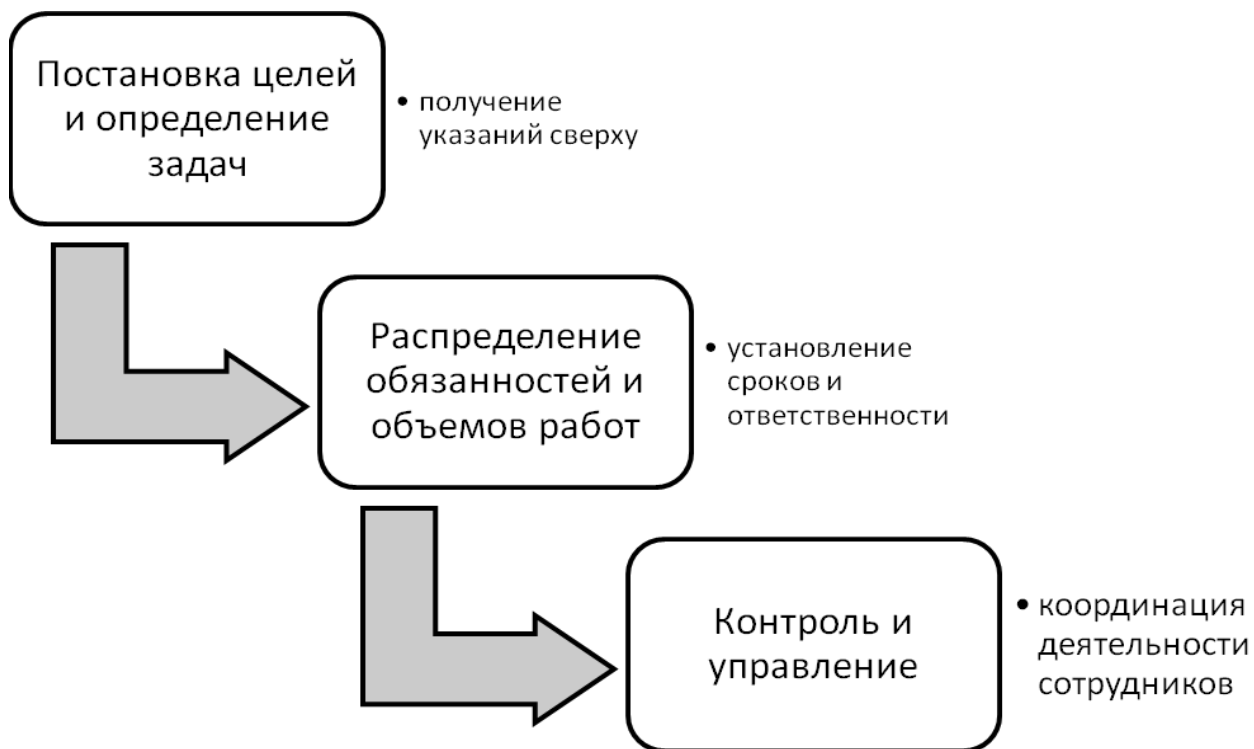 Постановка целей
и определение
задач
• получение
указаний сверху
Распределение
обязанностей и
объемов работ
• установление
сроков и
ответственности
Контроль и
управление
• координация
деятельности
сотрудников